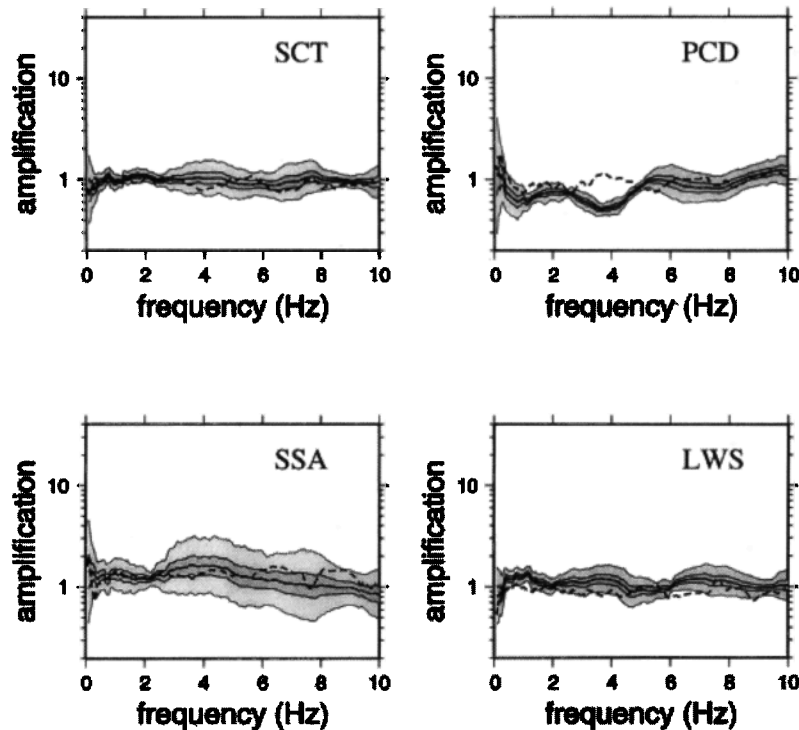 SCT
10
1
amplification
0 2 4 6 8 10
frequency (Hz)
PCD
10
1
amplification
0 2 4 6 8 10
frequency (Hz)
SSA
10
1
amplification
0 2 4 6 8 10
frequency (Hz)
LWS
10
1
amplification
0 2 4 6 8 10
frequency (Hz)